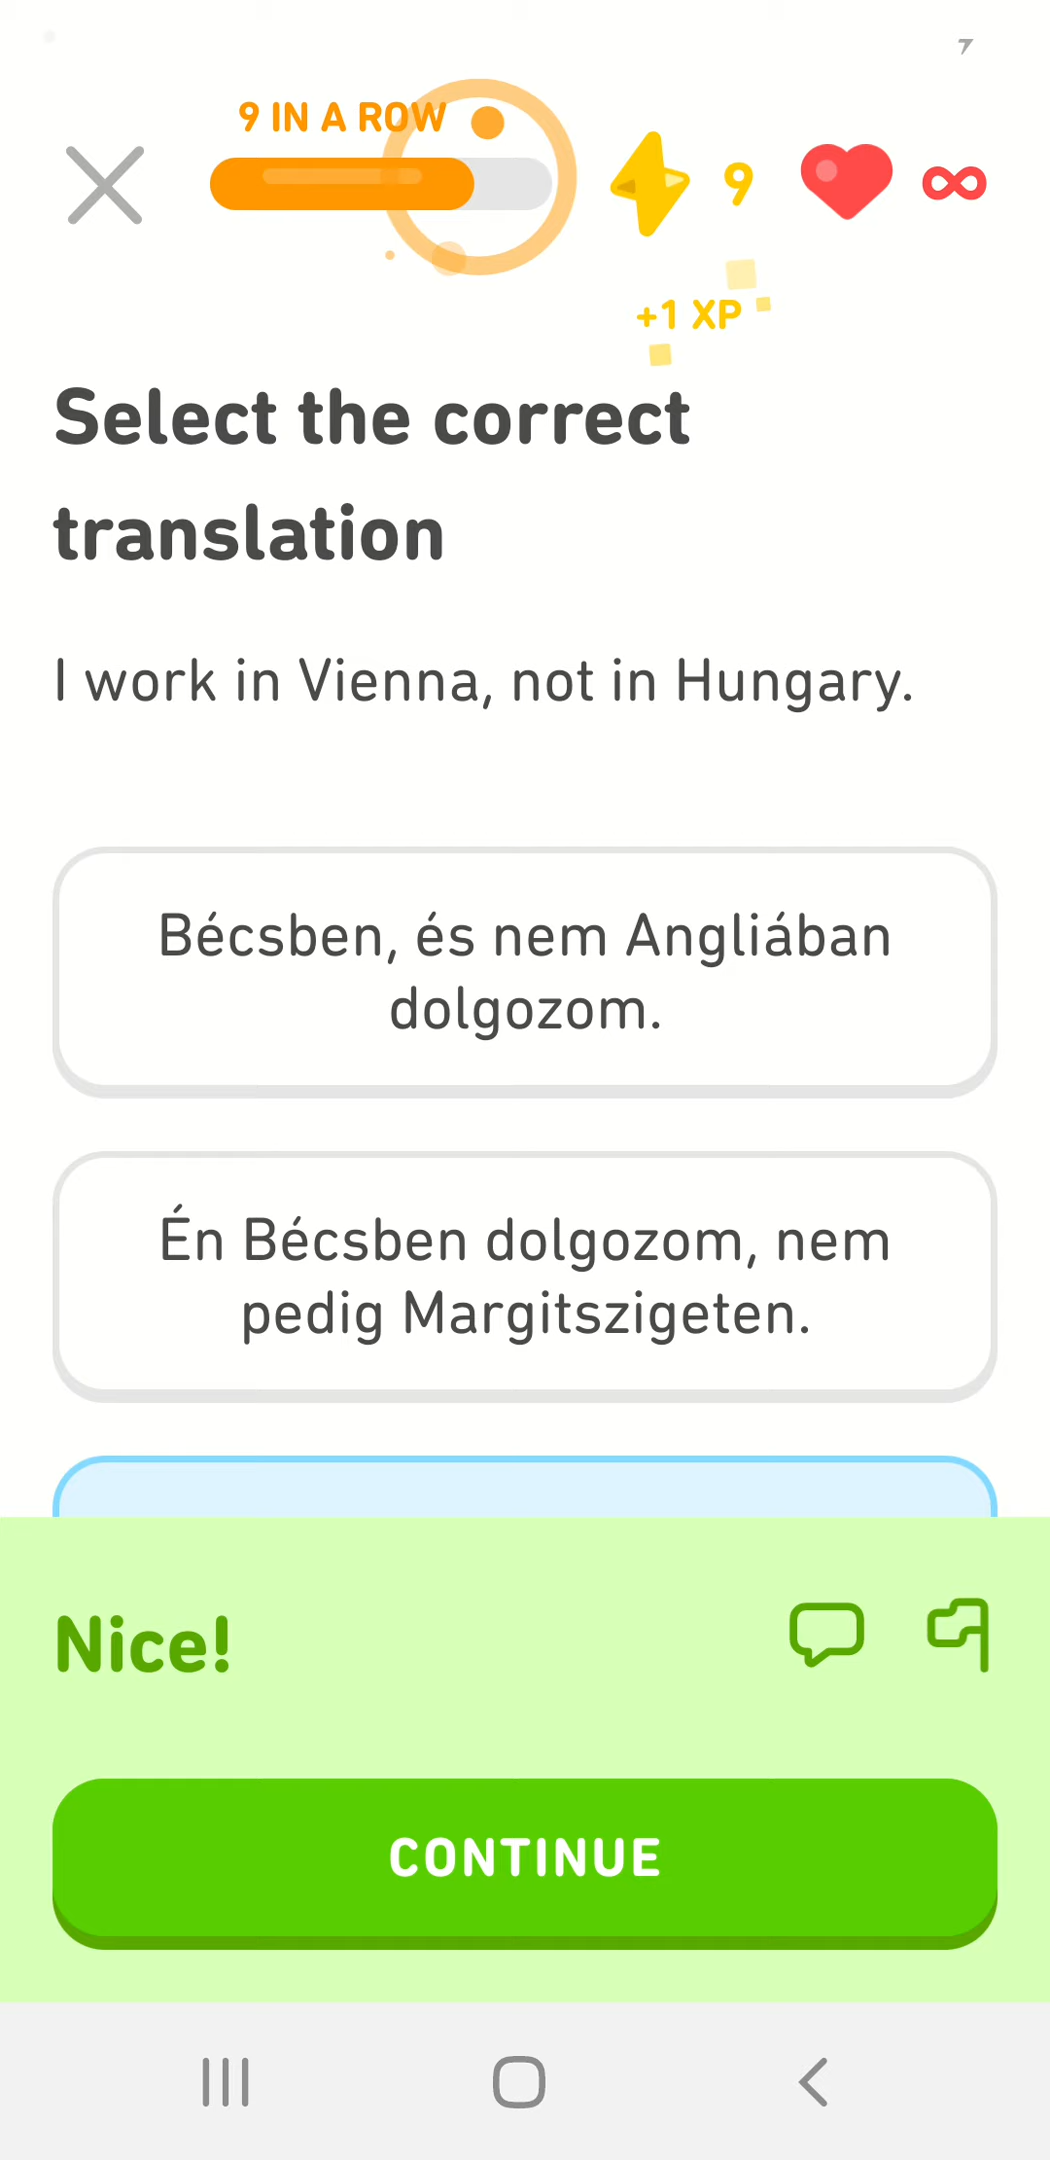 9 IN A ROW
9
∞
+1 XP
Select the correct
translation
I work in Vienna, not in Hungary.
Bécsben, és nem Angliában
dolgozom.
Én Bécsben dolgozom, nem
pedig Margitszigeten.
Nice!
CONTINUE